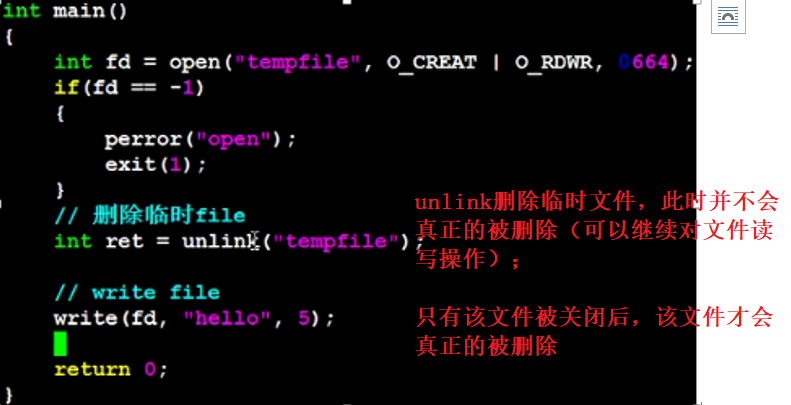 int main()
{
    int fd = open("tempfile", O_CREAT | O_RDWR, 0664);
    if(fd == -1)
    {
        perror("open");
        exit(1);
    }
    // 删除临时file
    int ret = unlink("tempfile");
    // write file
    write(fd, "hello", 5);
    return 0;
}
unlink删除临时文件，此时并不会
真正的被删除（可以继续对文件读
写操作）；
只有该文件被关闭后，该文件才会
真正的被删除